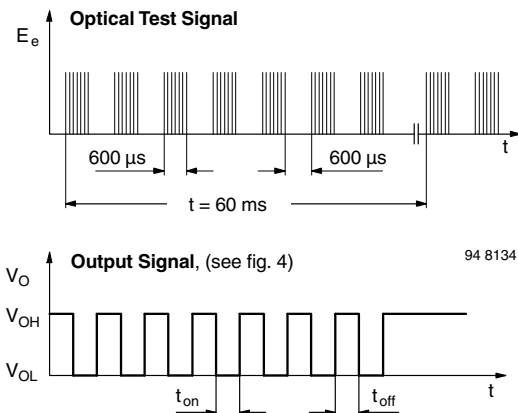 Optical Test Signal
E e
600 µs
600 µs
t
t = 60 ms
Output Signal, (see fig. 4)
94 8134
V O
V OH
V OL
t on
t off
t